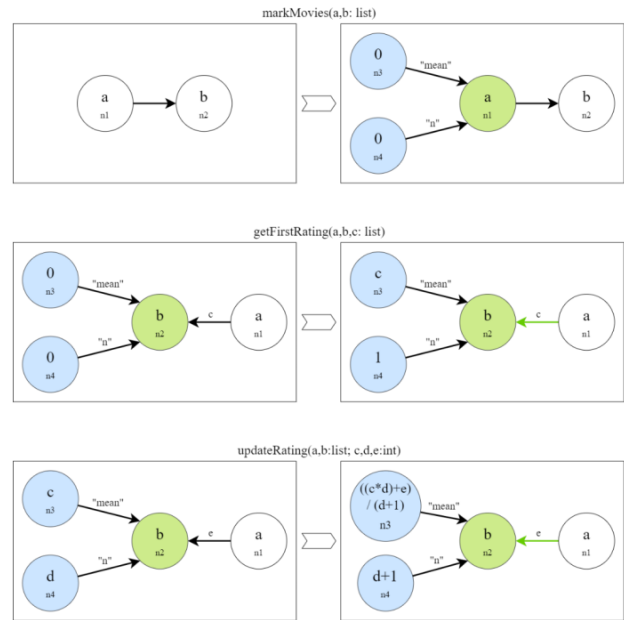 markMovies(a,b: list)
a
n1
b
n2
0
n3
"mean"
0
n4
"n"
a
n1
b
n2
getFirstRating(a,b,c: list)
0
n3
"mean"
0
n4
"n"
b
n2
c
a
n1
c
n3
"mean"
1
n4
"n"
b
n2
c
a
n1
updateRating(a,b:list; c,d,e:int)
c
n3
"mean"
d
n4
"n"
b
n2
e
a
n1
((c*d)+e)
/ (d+1)
n3
"mean"
d+1
n4
"n"
b
n2
e
a
n1